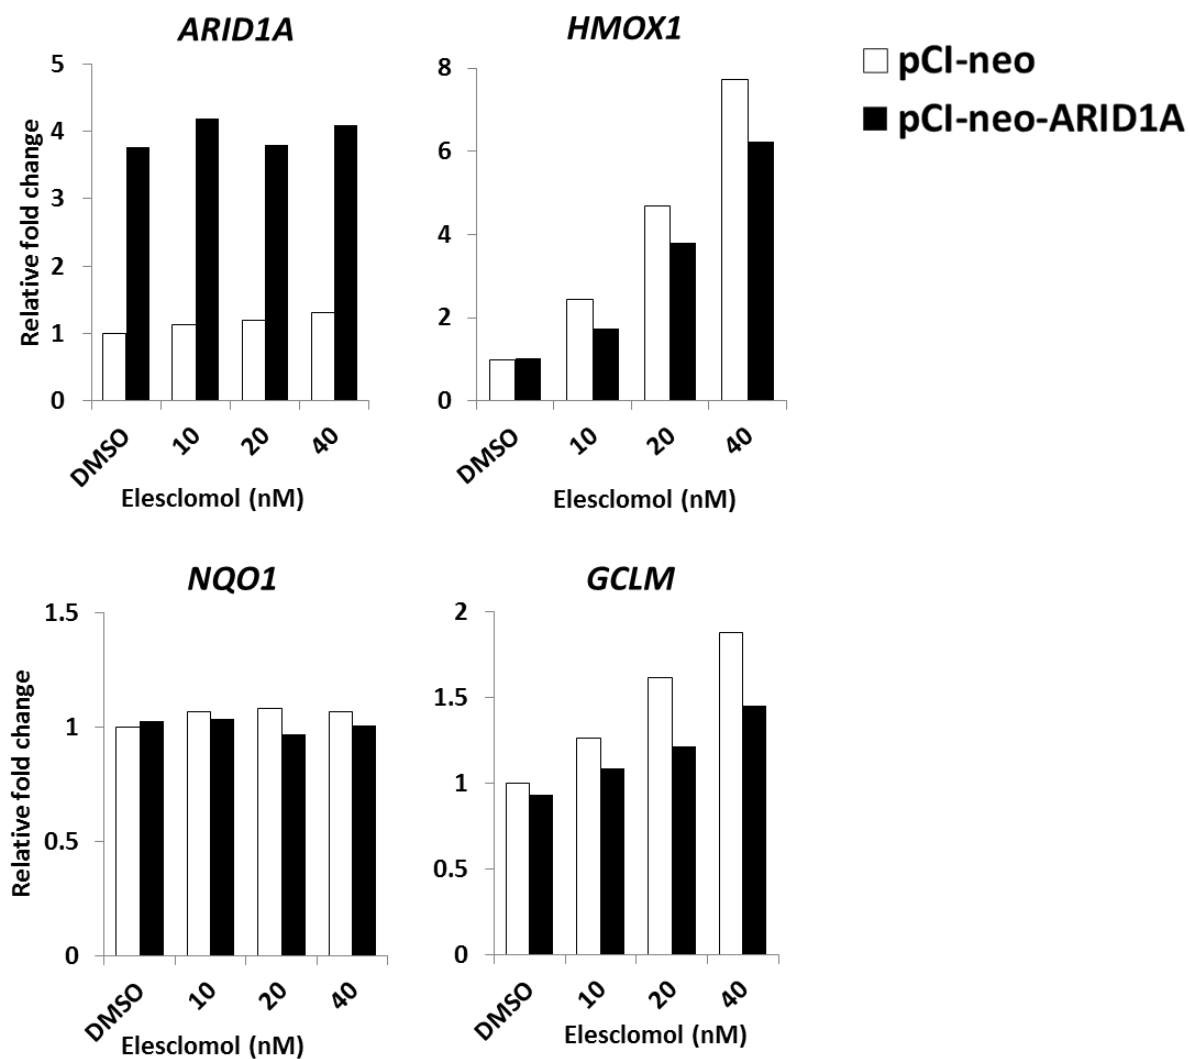 ARID1A
5
4
3
2
1
0
Relative fold change
DMSO
10
20
40
Elesclomol (nM)
HMOX1
8
6
4
2
0
DMSO
10
20
40
Elesclomol (nM)
pCI-neo
pCI-neo-ARID1A
NQO1
1.5
1
0.5
0
Relative fold change
DMSO
10
20
40
Elesclomol (nM)
GCLM
2
1.5
1
0.5
0
DMSO
10
20
40
Elesclomol (nM)